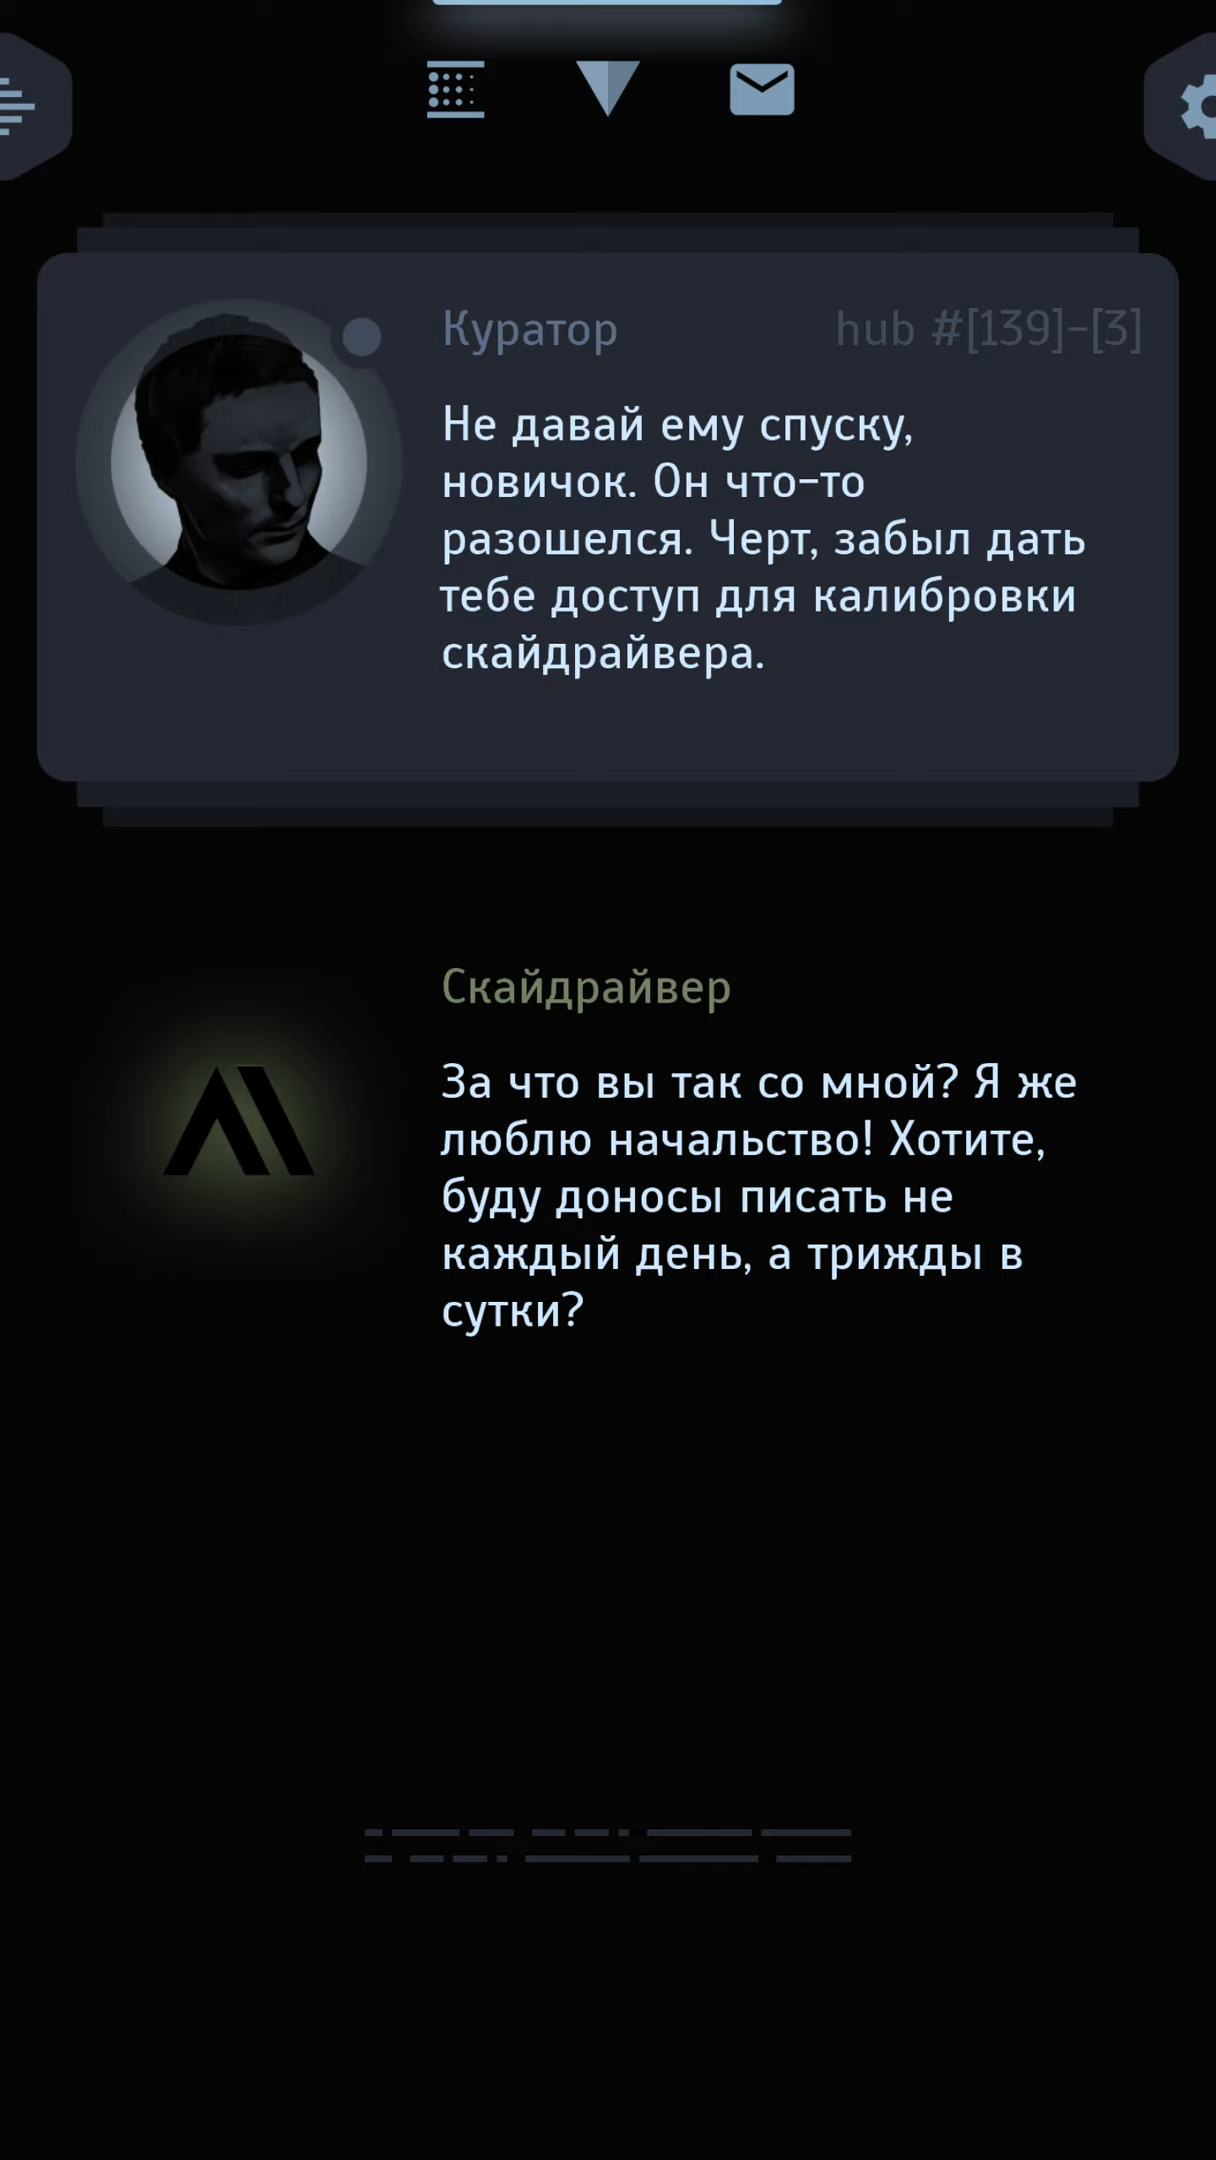 Куратор hub #[139]-[3]
Не давай ему спуску,
новичок. Он что-то
разошелся. Черт, забыл дать
тебе доступ для калибровки
скайдрайвера.
Скайдрайвер
За что вы так со мной? Я же
люблю начальство! Хотите,
буду доносы писать не
каждый день, а трижды в
сутки?